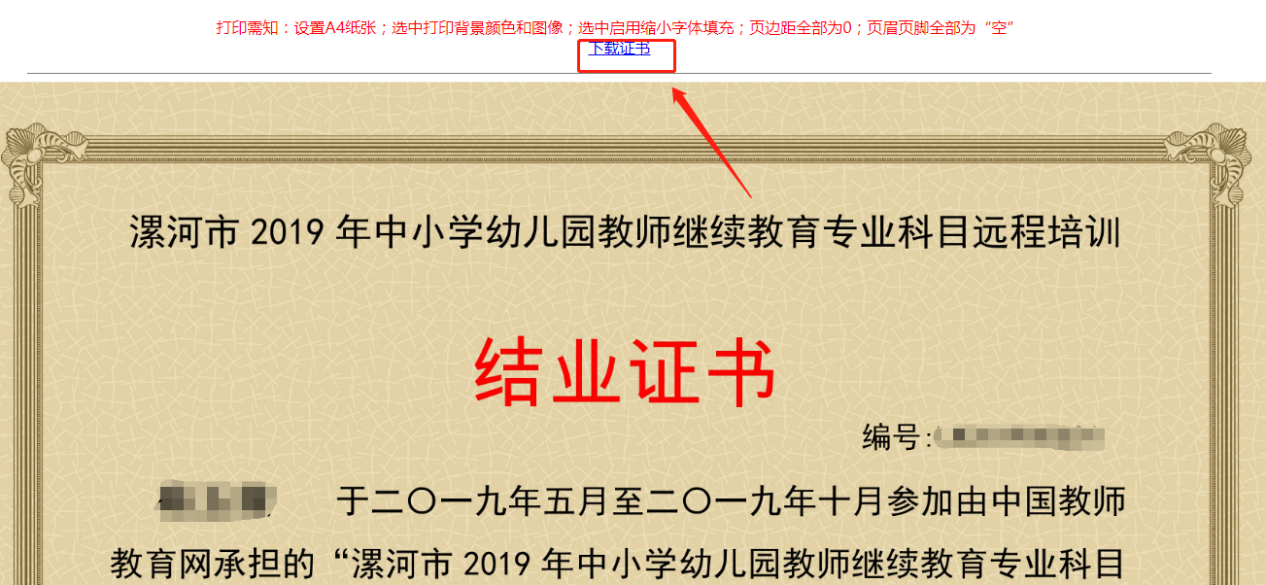 打印需知：设置A4纸张；选中打印背景颜色和图像；选中启用缩小字体填充；页边距全部为0；页眉页脚全部为“空”
下载证书
漯河市 2019 年中小学幼儿园教师继续教育专业科目远程培训
结业证书
编号:
于二〇一九年五月至二〇一九年十月参加由中国教师
教育网承担的“漯河市 2019 年中小学幼儿园教师继续教育专业科目